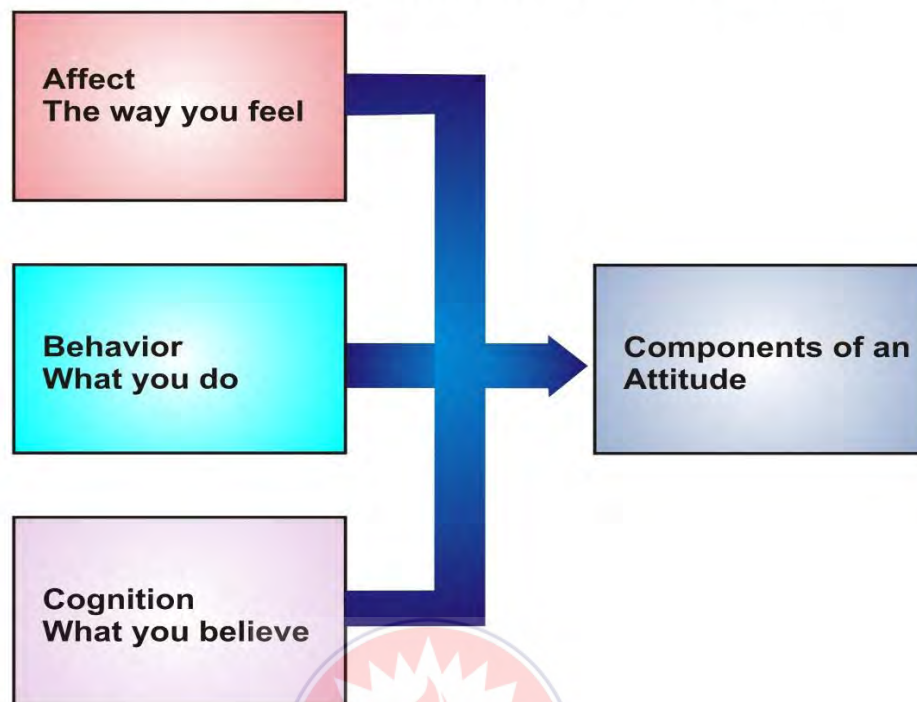 Affect
The way you feel
Behavior
What you do
Components of an
Attitude
Cognition
What you believe